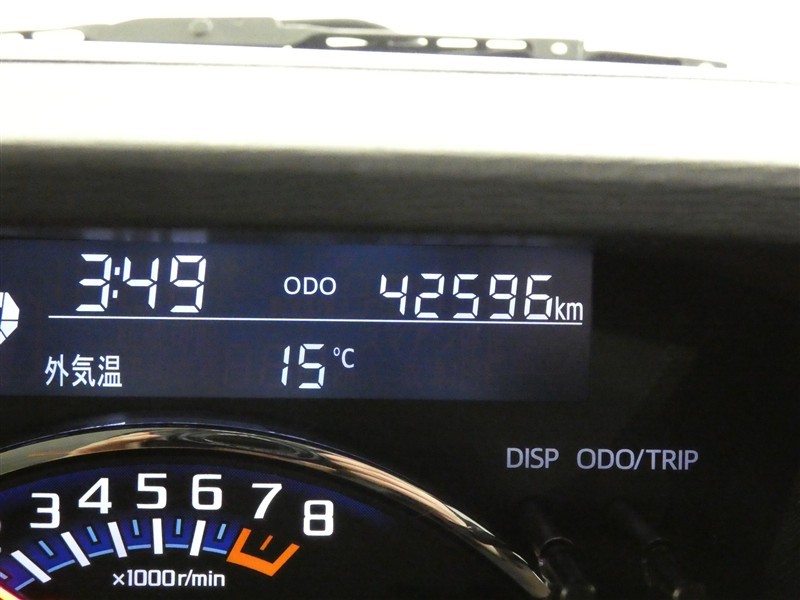 3:49 ODO 42596km
外気温 15℃
DISP ODO/TRIP
3 4 5 6 7 8
×1000r/min